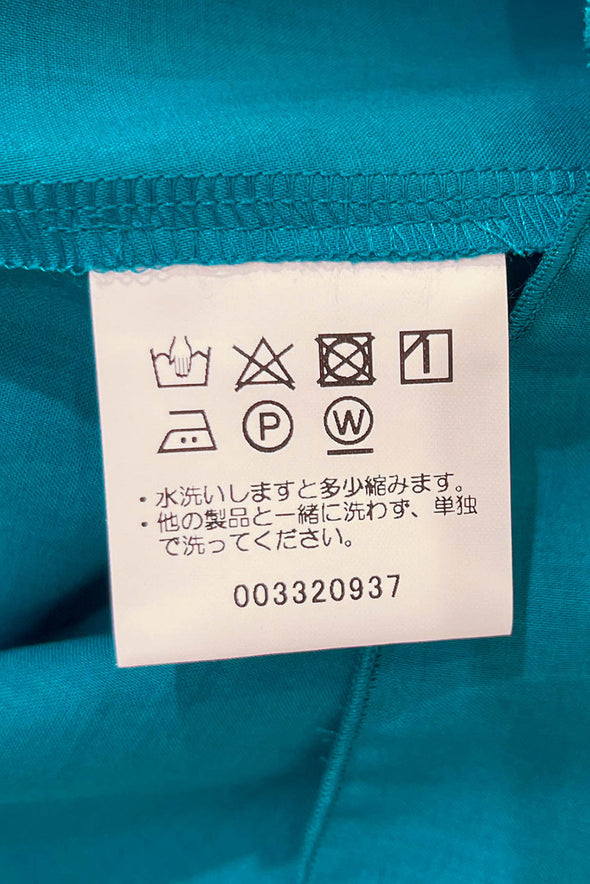 P W
・水洗いしますと多少縮みます。
・他の製品と一緒に洗わず、単独
で洗ってください。
003320937